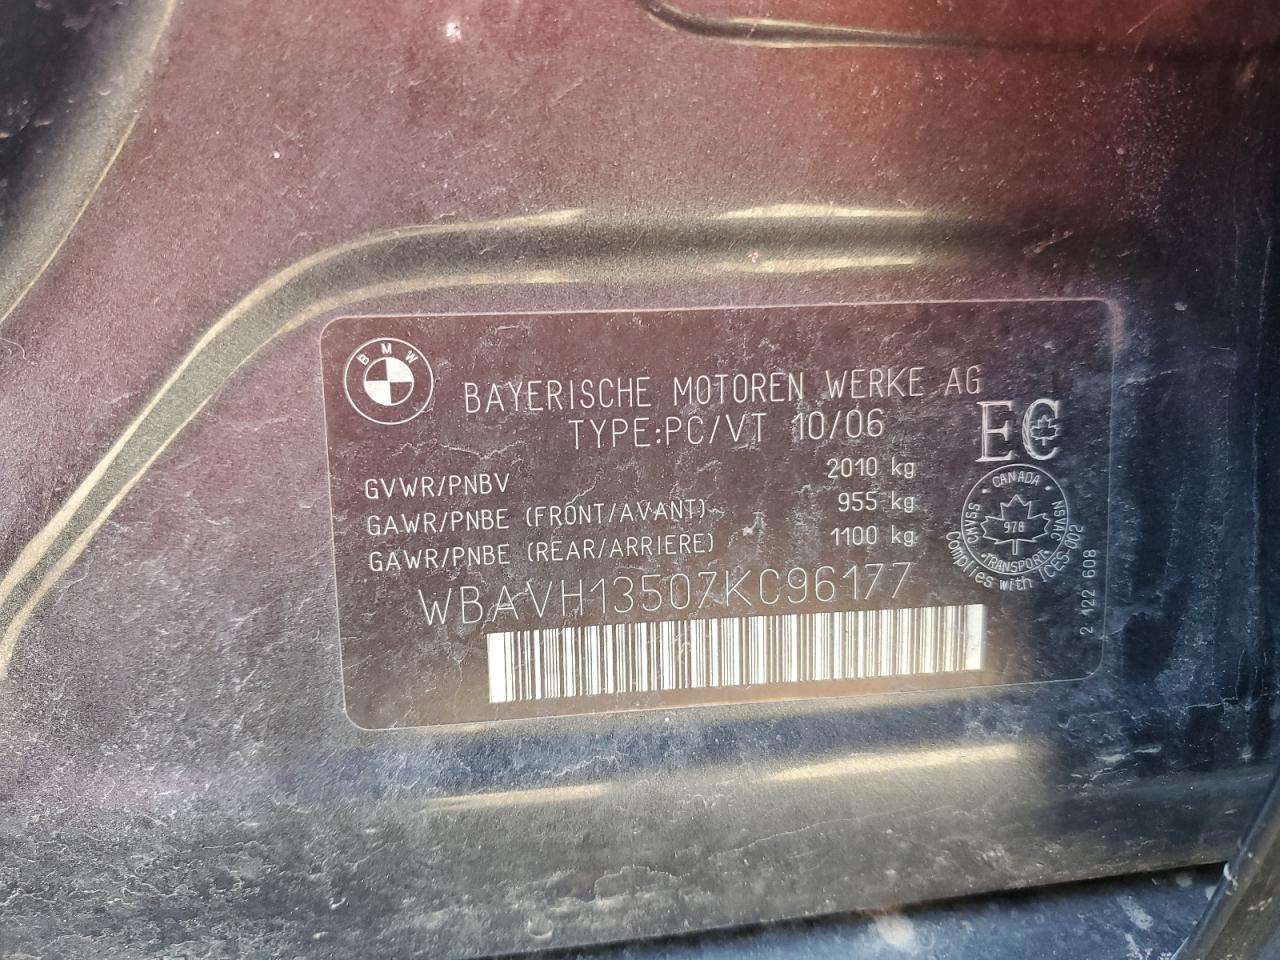 BMW
BAYERISCHE MOTOREN WERKE AG
TYPE:PC/VT 10/06
EC
GVWR/PNBV 2010 kg
GAWR/PNBE (FRONT/AVANT) 955 kg
GAWR/PNBE (REAR/ARRIERE) 1100 kg
WBAVH13507KC96177
CANADA
CMVSS
978
NSVAC
TRANSPORT
Complies with ICES-002
2 122 608